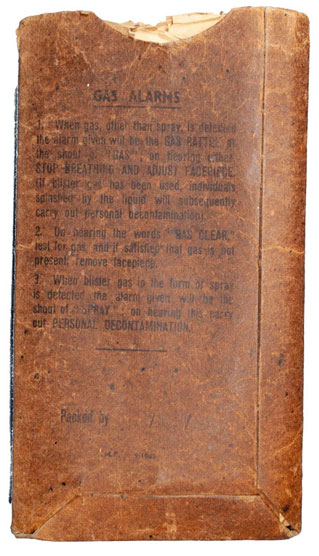 GAS ALARMS
1. When gas, other than spray, is detected
the alarm given will be the GAS RATTLE or
the shout of "GAS"; on hearing either
STOP BREATHING AND ADJUST FACEPIECE.
(If blister gas has been used, individuals
splashed by the liquid will subsequently
carry out personal decontamination).
2. On hearing the words "GAS CLEAR,"
test for gas, and if satisfied that gas is not
present, remove facepiece.
3. When blister gas in the form of spray
is detected the alarm given will be the
shout of "SPRAY"; on hearing this carry
out PERSONAL DECONTAMINATION.
Packed by / /